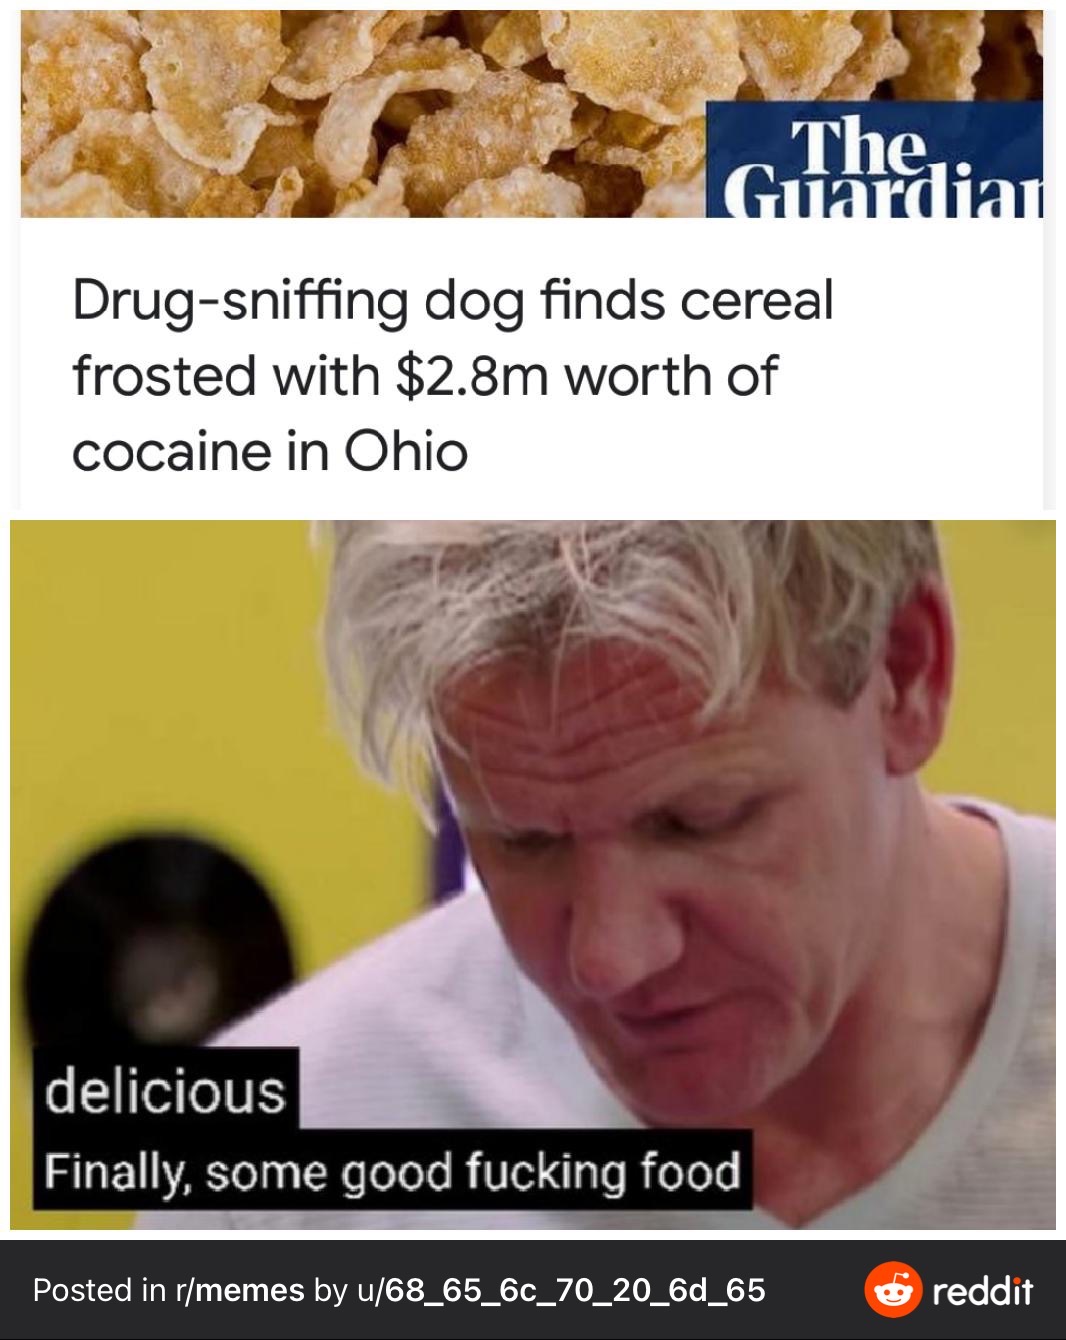 The
Guardian
Drug-sniffing dog finds cereal
frosted with $2.8m worth of
cocaine in Ohio
delicious
Finally, some good fucking food
Posted in r/memes by u/68_65_6c_70_20_6d_65
reddit